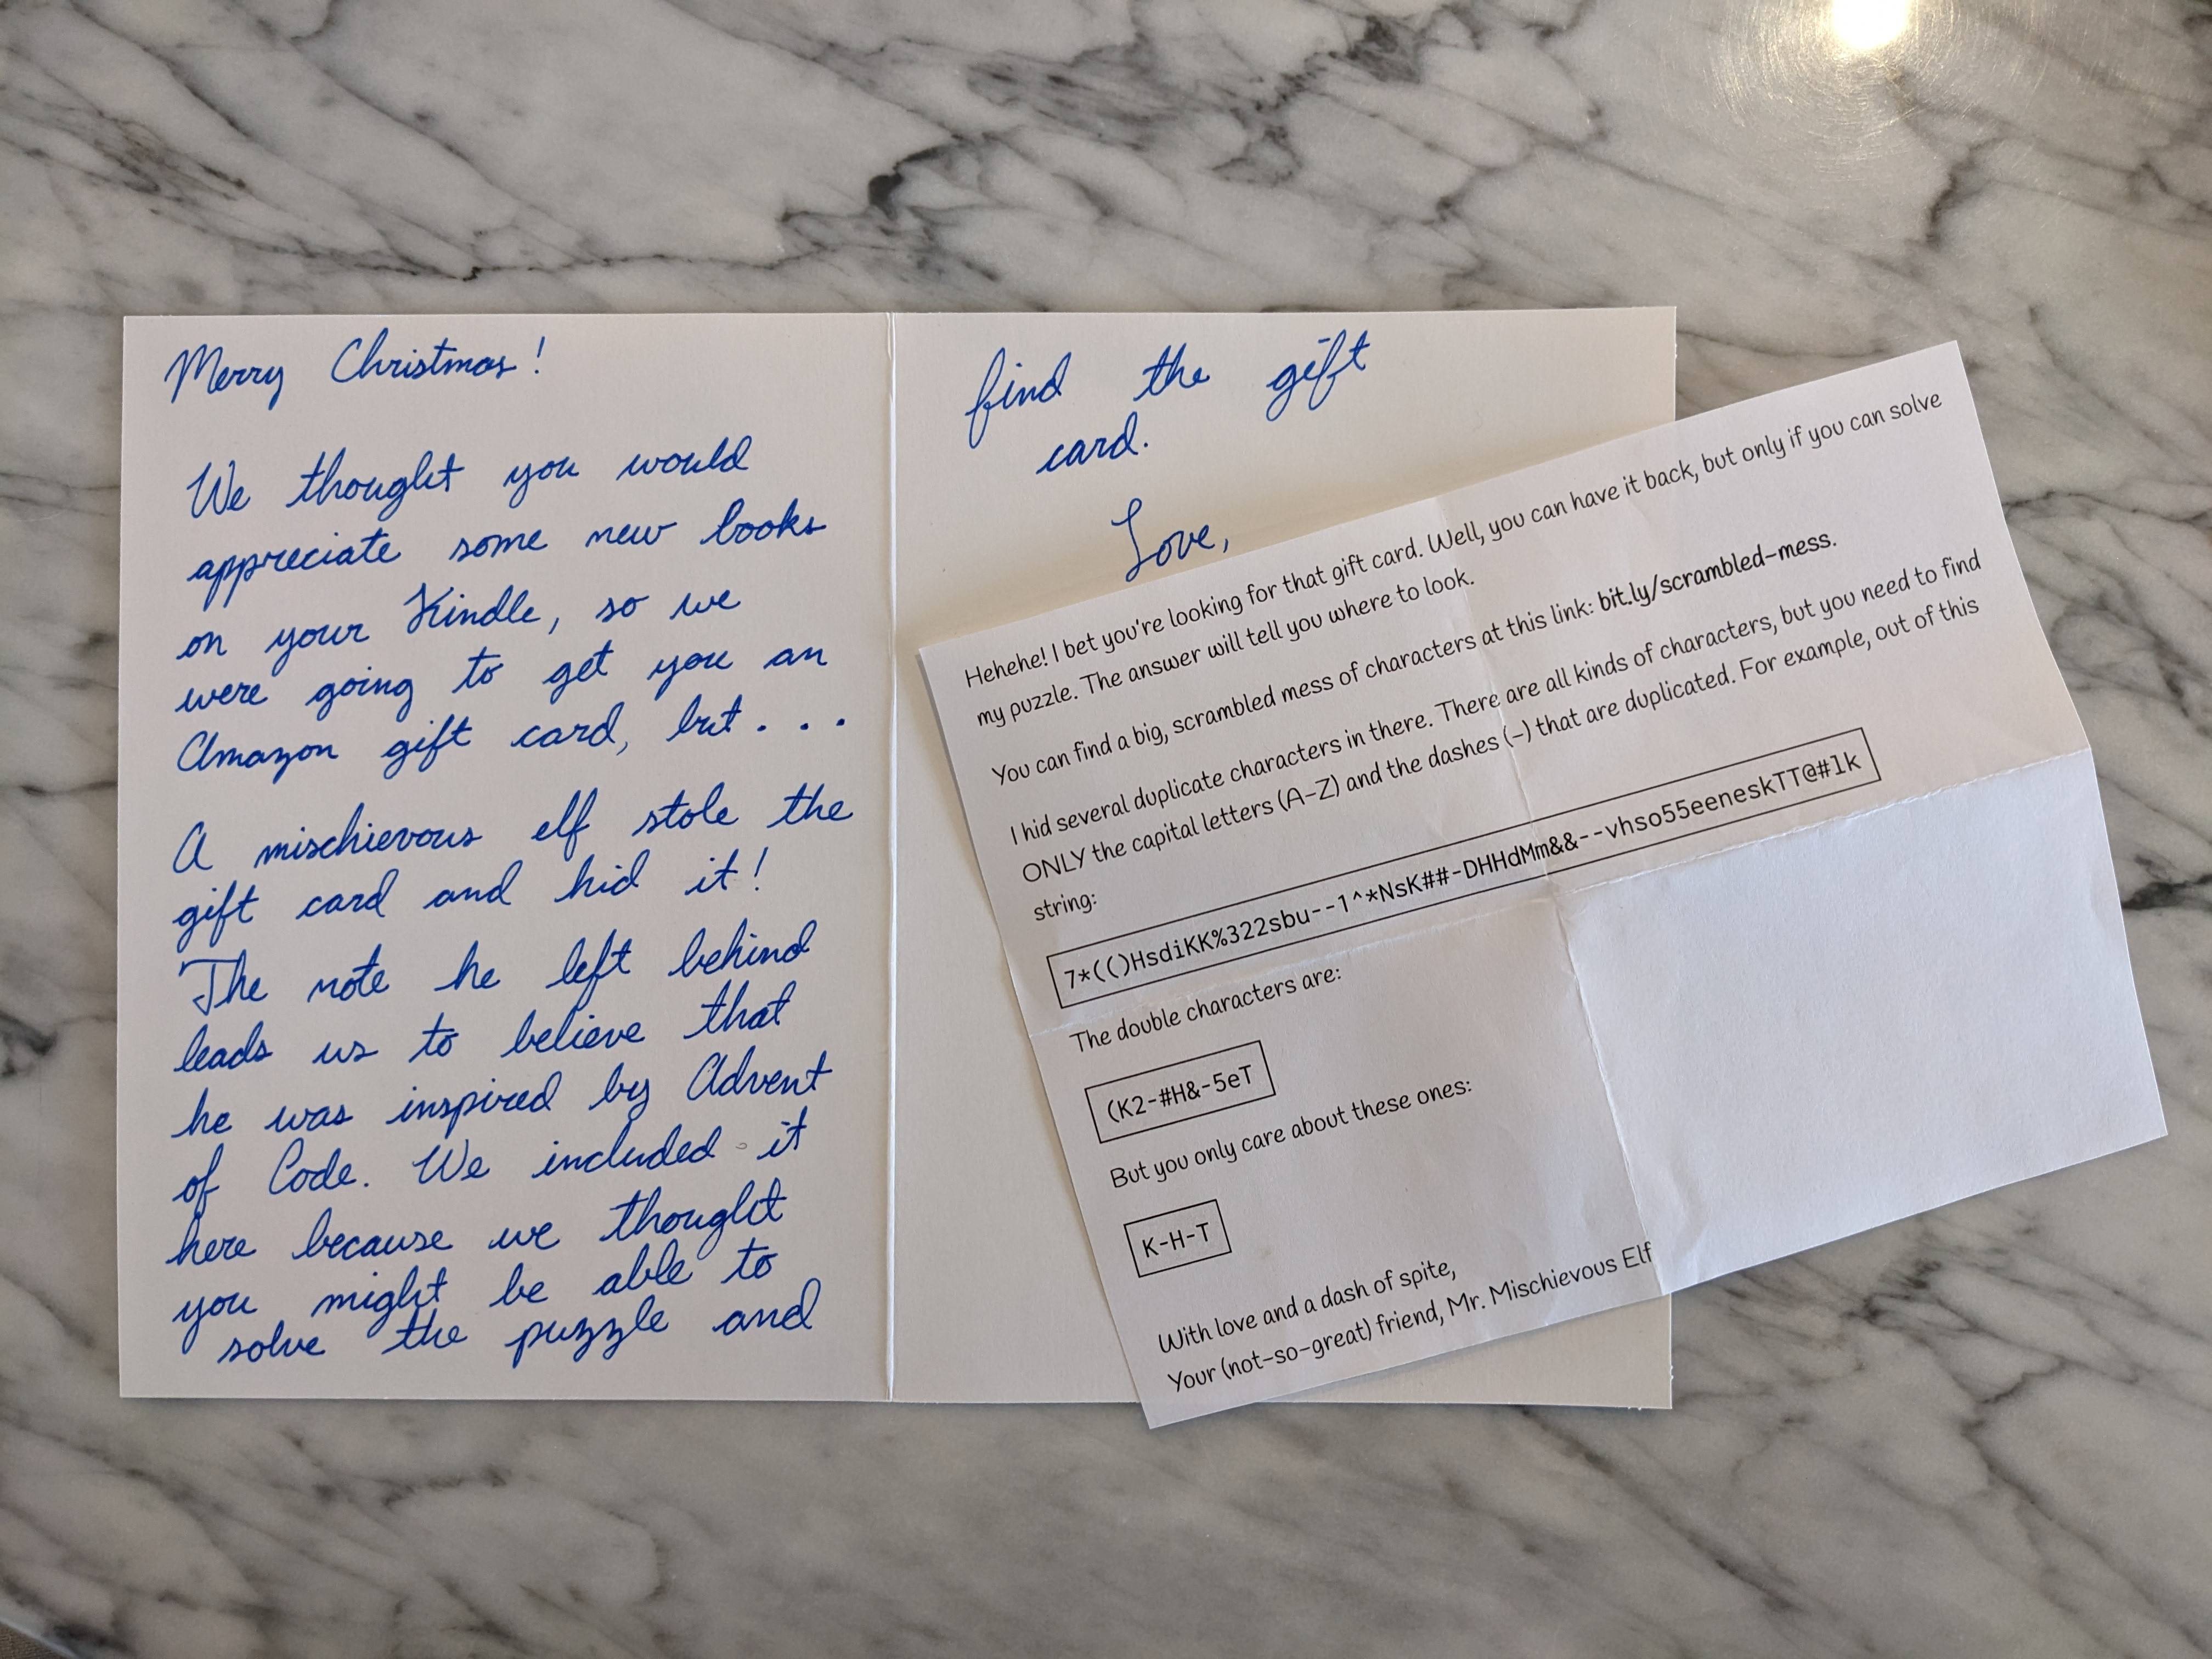 Merry Christmas!
We thought you would
appreciate some new books
on your Kindle, so we
were going to get you an
Amazon gift card, but...
A mischievous elf stole the
gift card and hid it!
The note he left behind
leads us to believe that
he was inspired by Advent
of Code. We included it
here because we thought
you might be able to
solve the puzzle and
find the gift
card.
Love,
Hehehe! I bet you're looking for that gift card. Well, you can have it back, but only if you can solve
my puzzle. The answer will tell you where to look.
You can find a big, scrambled mess of characters at this link: bit.ly/scrambled-mess.
I hid several duplicate characters in there. There are all kinds of characters, but you need to find
ONLY the capital letters (A-Z) and the dashes (-) that are duplicated. For example, out of this
string:
7*(()HsdiKK%322sbu--1^*NsK##-DHHdMm&&--vhso55eeneskTT@#1k
The double characters are:
(K2-#H&-5eT
But you only care about these ones:
K-H-T
With love and a dash of spite,
Your (not-so-great) friend, Mr. Mischievous Elf